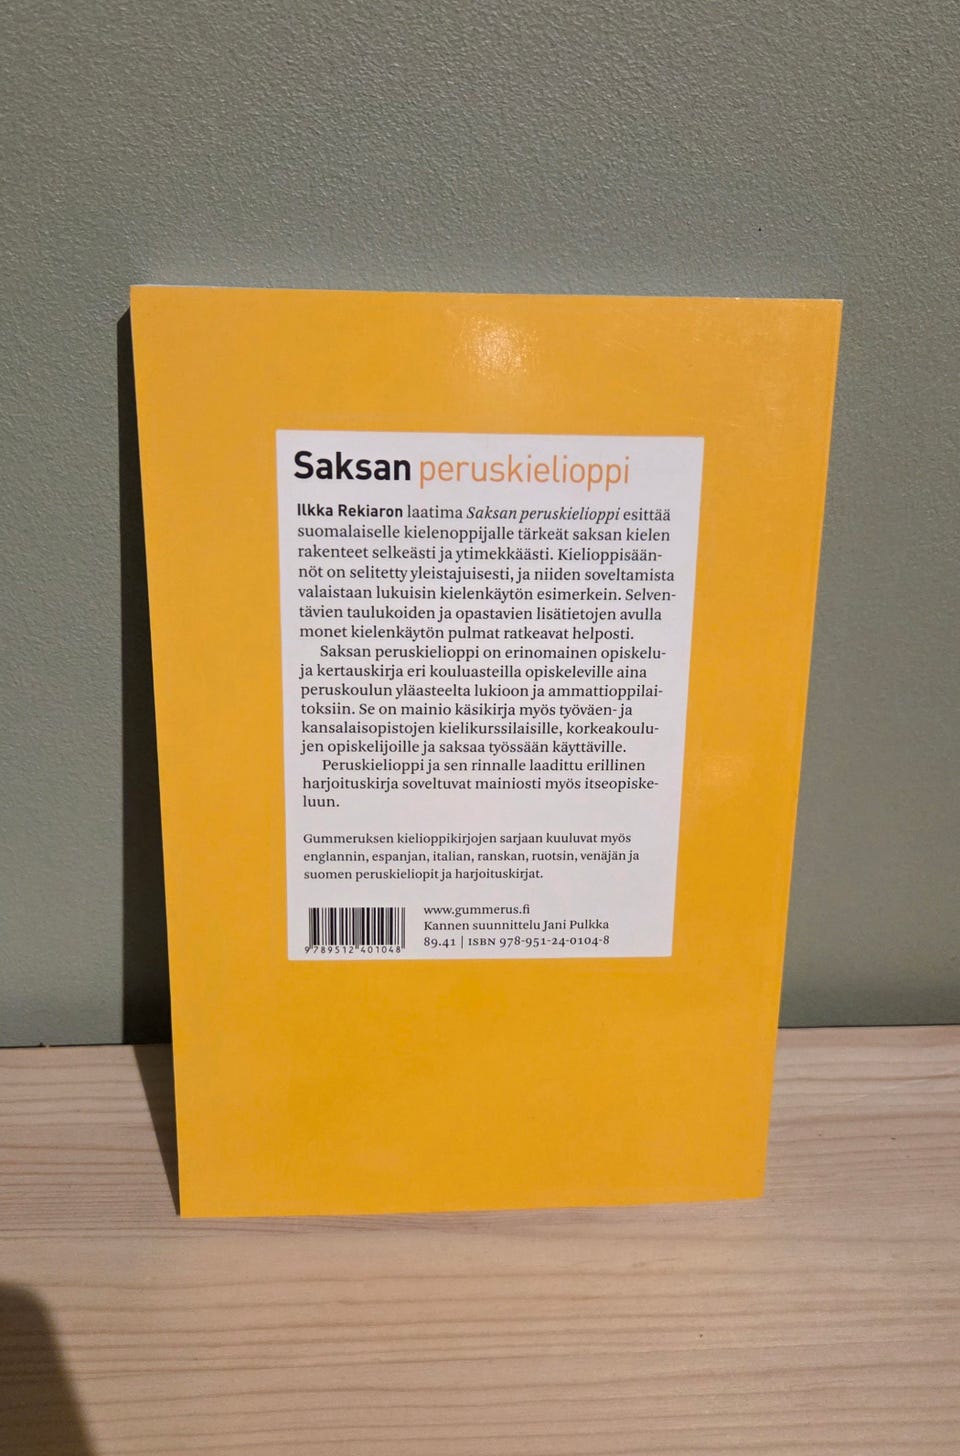 Saksan peruskielioppi
Ilkka Rekiaron laatima Saksan peruskielioppi esittää
suomalaiselle kielenoppijalle tärkeät saksan kielen
rakenteet selkeästi ja ytimekkäästi. Kielioppisään-
nöt on selitetty yleistajuisesti, ja niiden soveltamista
valaistaan lukuisin kielenkäytön esimerkein. Selven-
tävien taulukoiden ja opastavien lisätietojen avulla
monet kielenkäytön pulmat ratkeavat helposti.
Saksan peruskielioppi on erinomainen opiskelu-
ja kertauskirja eri kouluasteilla opiskeleville aina
peruskoulun yläasteelta lukioon ja ammattioppilai-
toksiin. Se on mainio käsikirja myös työväen- ja
kansalaisopistojen kielikurssilaisille, korkeakoulu-
jen opiskelijoille ja saksaa työssään käyttäville.
Peruskielioppi ja sen rinnalle laadittu erillinen
harjoituskirja soveltuvat mainiosti myös itseopiske-
luun.
Gummeruksen kielioppikirjojen sarjaan kuuluvat myös
englannin, espanjan, italian, ranskan, ruotsin, venäjän ja
suomen peruskieliopit ja harjoituskirjat.
www.gummerus.fi
Kannen suunnittelu Jani Pulkka
89.41 | ISBN 978-951-24-0104-8
9 789512 401048